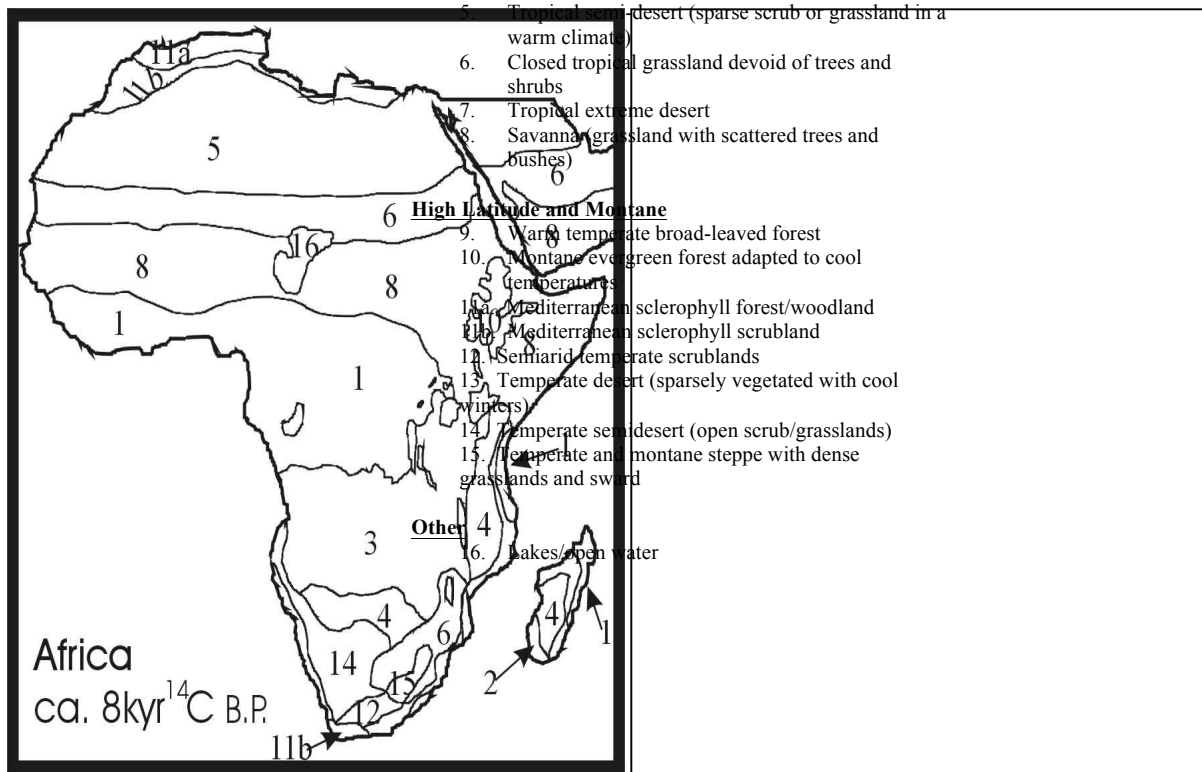 5. Tropical semi-desert (sparse scrub or grassland in a
warm climate)
6. Closed tropical grassland devoid of trees and
shrubs
7. Tropical extreme desert
8. Savanna (grassland with scattered trees and
bushes)
High Latitude and Montane
9. Warm temperate broad-leaved forest
10. Montane evergreen forest adapted to cool
temperatures
11a. Mediterranean sclerophyll forest/woodland
11b. Mediterranean sclerophyll scrubland
12. Semiarid temperate scrublands
13. Temperate desert (sparsely vegetated with cool
winters)
14. Temperate semidesert (open scrub/grasslands)
15. Temperate and montane steppe with dense
grasslands and sward
Other
16. Lakes/open water
11a
11b
5
6
6
16
8
8
8
10
8
1
1
1
3
4
4
4
6
14
15
12
1
2
11b
Africa
ca. 8kyr ¹⁴C B.P.